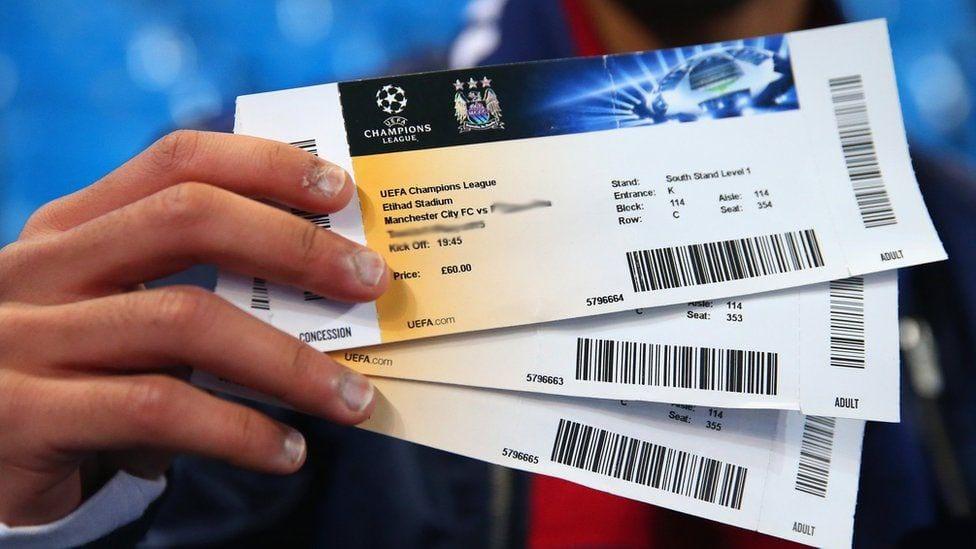 UEFA
CHAMPIONS
LEAGUE
UEFA Champions League
Etihad Stadium
Manchester City FC vs
Kick Off: 19:45
Price: £60.00
UEFA.com
CONCESSION
Stand: South Stand Level 1
Entrance: K Aisle: 114
Block: 114 Seat: 354
Row: C
5796664
ADULT
UEFA.com
Aisle: 114
Seat: 353
5796663
ADULT
114
Seat: 355
5796665
ADULT